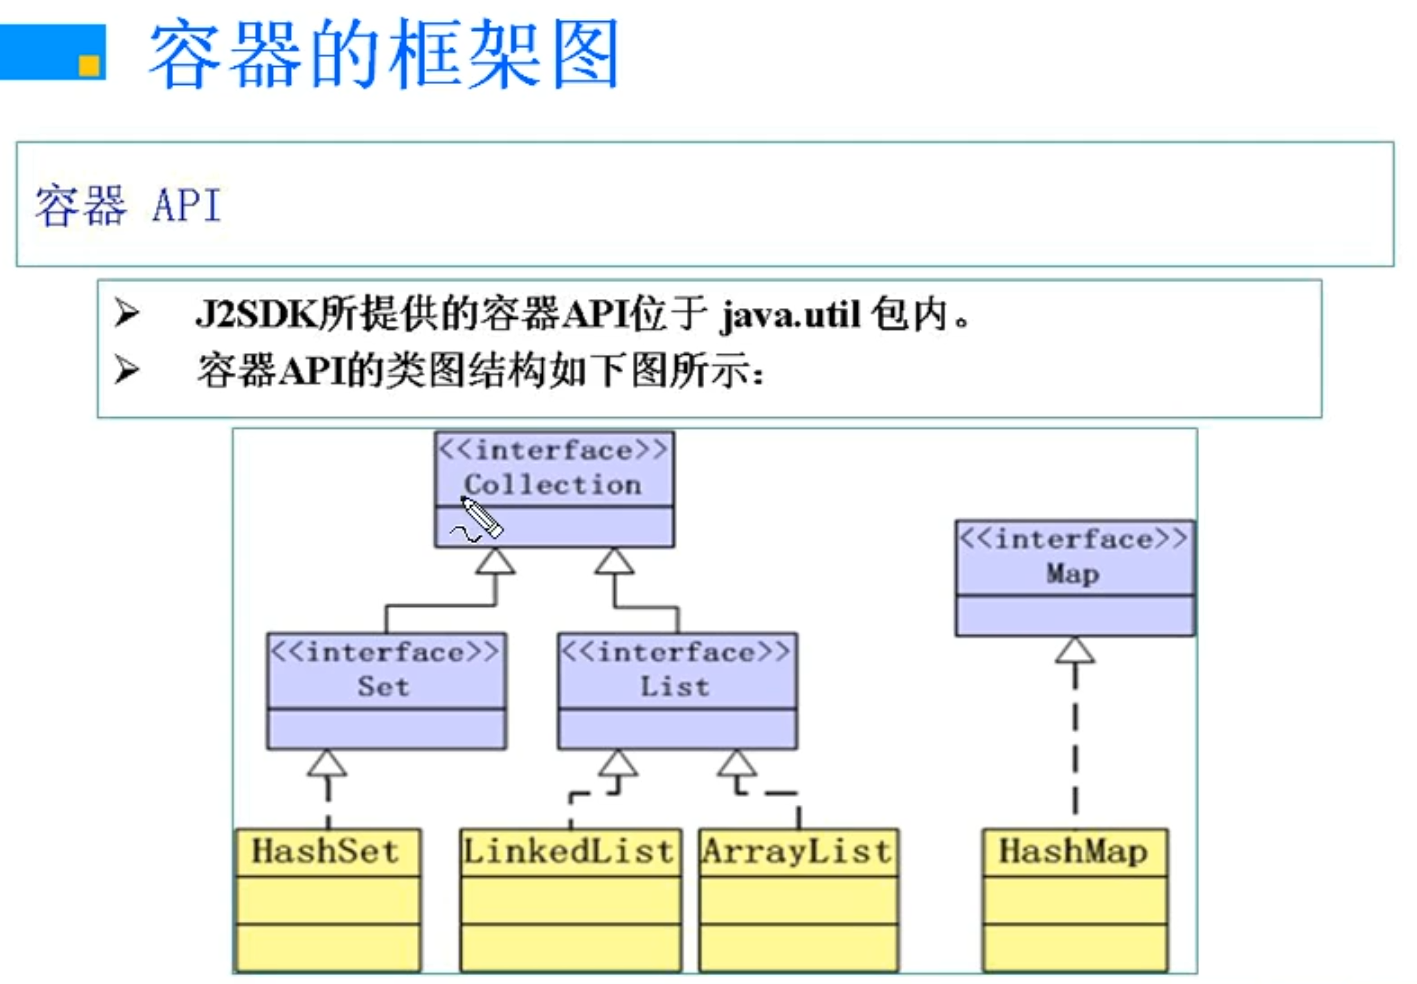 容器的框架图
容器 API
J2SDK所提供的容器API位于 java.util 包内。
容器API的类图结构如下图所示：
<<interface>>
Collection
<<interface>>
Map
<<interface>>
Set
<<interface>>
List
HashSet
LinkedList
ArrayList
HashMap